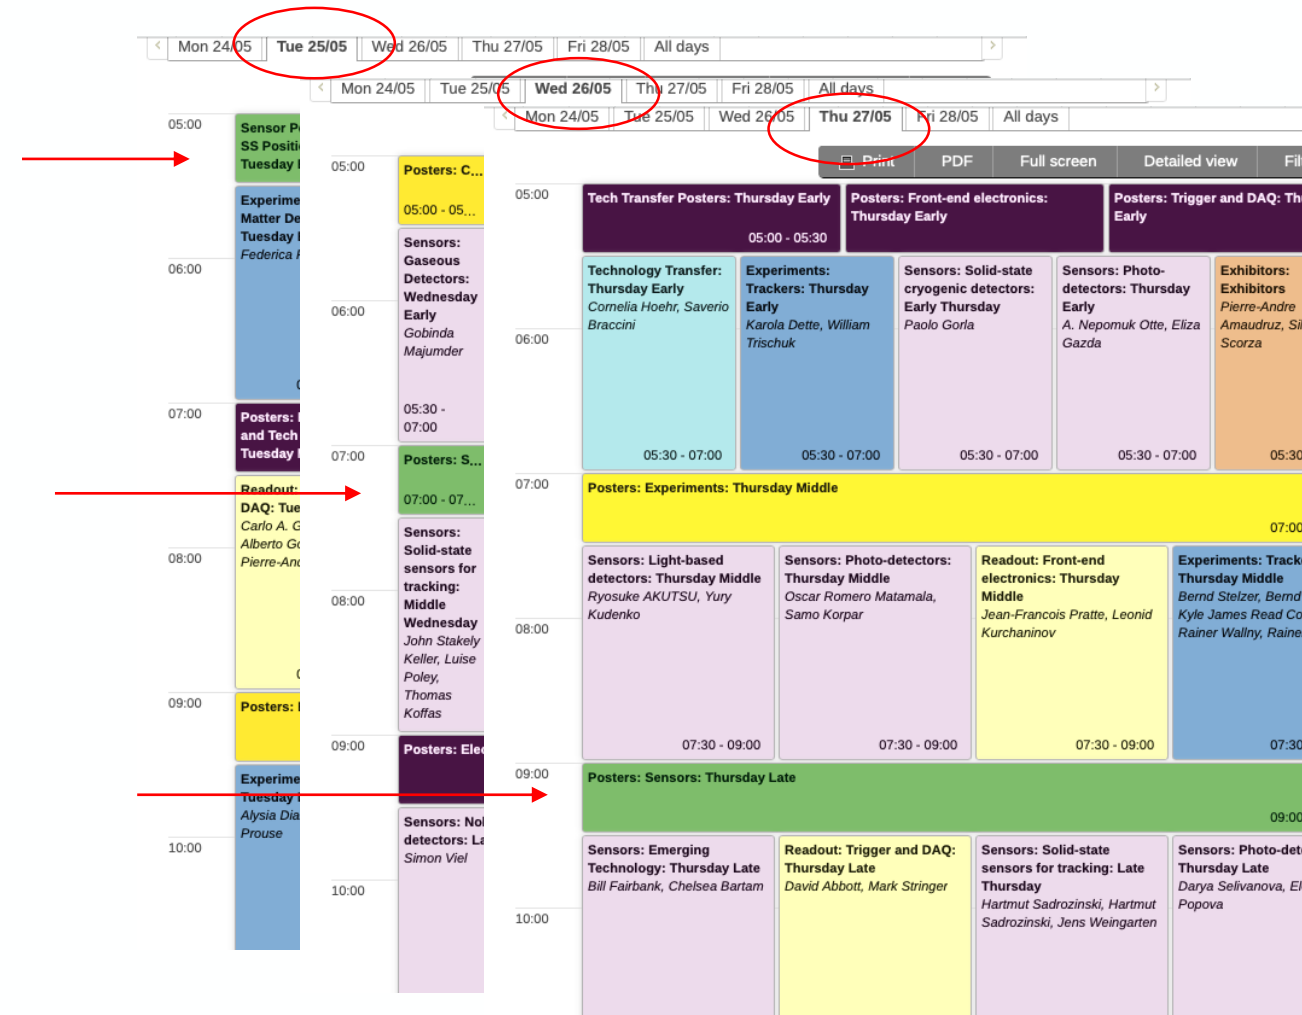 Mon 24/05 Tue 25/05 Wed 26/05 Thu 27/05 Fri 28/05 All days
05:00
Sensor
SS
Tuesday
Experime
Matter De
Tuesday
Federica
06:00
07:00
Posters:
and Tech
Tuesday
Readout:
DAQ: Tue
Carlo A. G
Alberto Go
Pierre-And
08:00
09:00
Posters:
Experime
Tuesday
Alysia Dia
Prouse
10:00
Mon 24/05 Tue 25/05 Wed 26/05 Thu 27/05 Fri 28/05 All days
05:00
Posters: C...
05:00 - 05...
Sensors:
Gaseous
Detectors:
Wednesday
Early
Gobinda
Majumder
05:30 -
07:00
06:00
07:00
Posters: S...
07:00 - 07...
Sensors:
Solid-state
sensors for
tracking:
Middle
Wednesday
John Stakely
Keller, Luise
Poley,
Thomas
Koffas
08:00
09:00
Posters: Elec
Sensors: Nob
detectors: La
Simon Viel
10:00
Mon 24/05 Tue 25/05 Wed 26/05 Thu 27/05 Fri 28/05 All days
Print PDF Full screen Detailed view Fil
05:00
Tech Transfer Posters: Thursday Early
05:00 - 05:30
Posters: Front-end electronics:
Thursday Early
Posters: Trigger and DAQ: Th
Early
Technology Transfer:
Thursday Early
Cornelia Hoehr, Saverio
Braccini
05:30 - 07:00
Experiments:
Trackers: Thursday
Early
Karola Dette, William
Trischuk
05:30 - 07:00
Sensors: Solid-state
cryogenic detectors:
Early Thursday
Paolo Gorla
05:30 - 07:00
Sensors: Photo-
detectors: Thursday
Early
A. Nepomuk Otte, Eliza
Gazda
05:30 - 07:00
Exhibitors:
Exhibitors
Pierre-Andre
Amaudruz, Sil
Scorza
05:30
06:00
07:00
Posters: Experiments: Thursday Middle
07:00
Sensors: Light-based
detectors: Thursday Middle
Ryosuke AKUTSU, Yury
Kudenko
07:30 - 09:00
Sensors: Photo-detectors:
Thursday Middle
Oscar Romero Matamala,
Samo Korpar
07:30 - 09:00
Readout: Front-end
electronics: Thursday
Middle
Jean-Francois Pratte, Leonid
Kurchaninov
07:30 - 09:00
Experiments: Tracke
Thursday Middle
Bernd Stelzer, Bernd
Kyle James Read Co
Rainer Wallny, Raine
07:30
08:00
09:00
Posters: Sensors: Thursday Late
09:00
Sensors: Emerging
Technology: Thursday Late
Bill Fairbank, Chelsea Bartam
Readout: Trigger and DAQ:
Thursday Late
David Abbott, Mark Stringer
Sensors: Solid-state
sensors for tracking: Late
Thursday
Hartmut Sadrozinski, Hartmut
Sadrozinski, Jens Weingarten
Sensors: Photo-dete
Thursday Late
Darya Selivanova, El
Popova
10:00